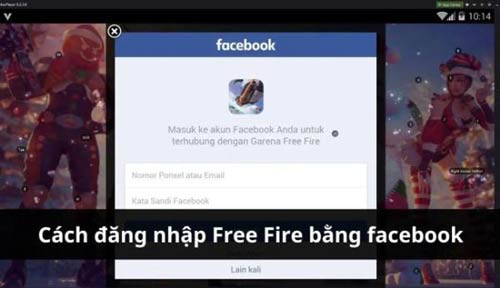 10:14
facebook
Masuk ke akun Facebook Anda untuk
terhubung dengan Garena Free Fire
Nomor Ponsel atau Email
Kata Sandi Facebook
Cách đăng nhập Free Fire bằng facebook
Lain kali